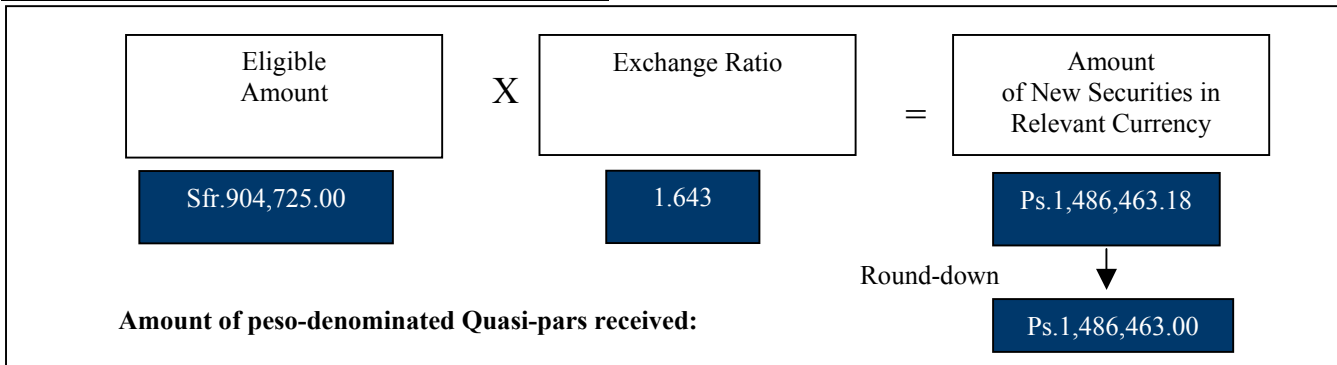 Eligible
Amount
X
Exchange Ratio
=
Amount
of New Securities in
Relevant Currency
Sfr.904,725.00
1.643
Ps.1,486,463.18
Round-down
Amount of peso-denominated Quasi-pars received:
Ps.1,486,463.00